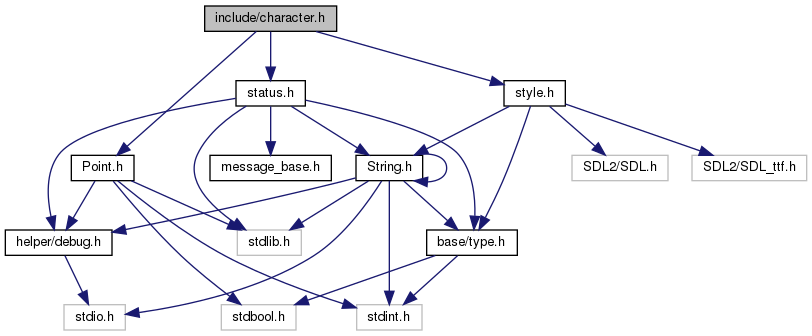 include/character.h
status.h
style.h
Point.h
message_base.h
String.h
SDL2/SDL.h
SDL2/SDL_ttf.h
helper/debug.h
stdlib.h
base/type.h
stdio.h
stdbool.h
stdint.h